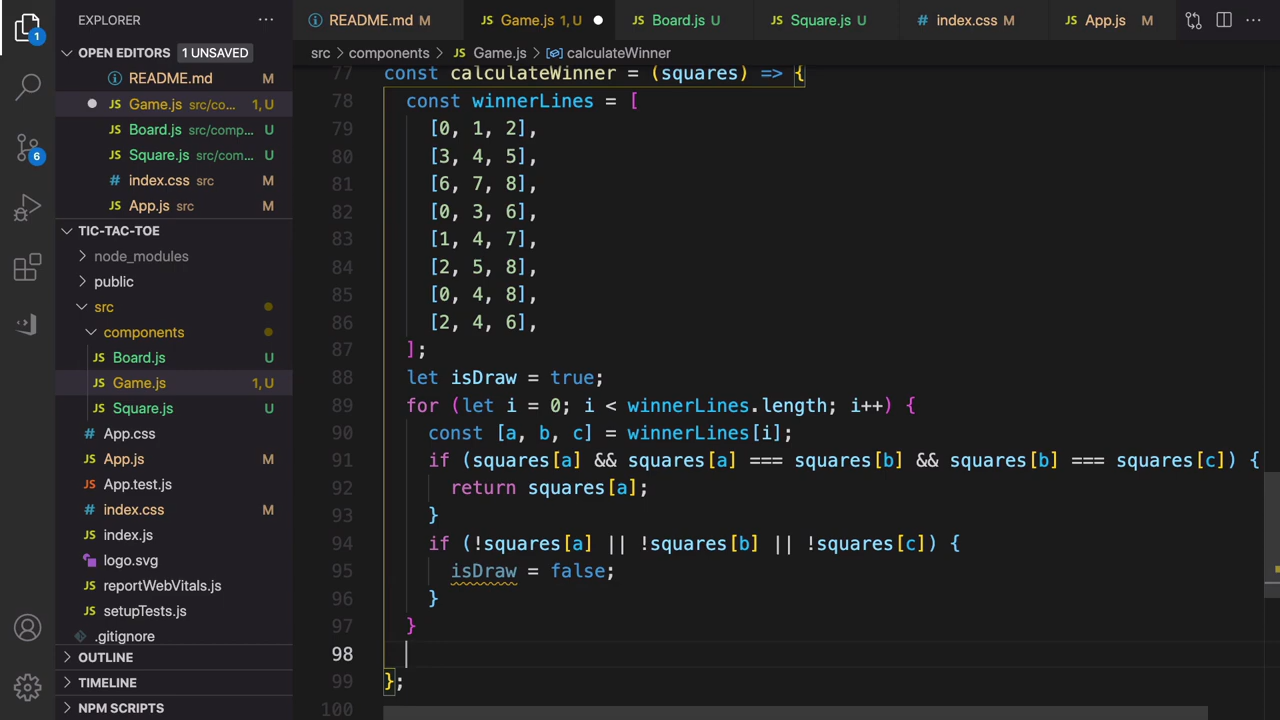 EXPLORER
README.md M
Game.js 1, U
Board.js U
Square.js U
index.css M
App.js M
OPEN EDITORS 1 UNSAVED
README.md M
Game.js src/co... 1, U
Board.js src/comp... U
Square.js src/com... U
index.css src M
App.js src M
TIC-TAC-TOE
node_modules
public
src
components
Board.js U
Game.js 1, U
Square.js U
App.css
App.js M
App.test.js
index.css M
index.js
logo.svg
reportWebVitals.js
setupTests.js
.gitignore
OUTLINE
TIMELINE
NPM SCRIPTS
1
6
src > components > JS Game.js > calculateWinner
77 const calculateWinner = (squares) => {
78 const winnerLines = [
79 [0, 1, 2],
80 [3, 4, 5],
81 [6, 7, 8],
82 [0, 3, 6],
83 [1, 4, 7],
84 [2, 5, 8],
85 [0, 4, 8],
86 [2, 4, 6],
87 ];
88 let isDraw = true;
89 for (let i = 0; i < winnerLines.length; i++) {
90 const [a, b, c] = winnerLines[i];
91 if (squares[a] && squares[a] === squares[b] && squares[b] === squares[c]) {
92 return squares[a];
93 }
94 if (!squares[a] || !squares[b] || !squares[c]) {
95 isDraw = false;
96 }
97 }
98
99 };
100